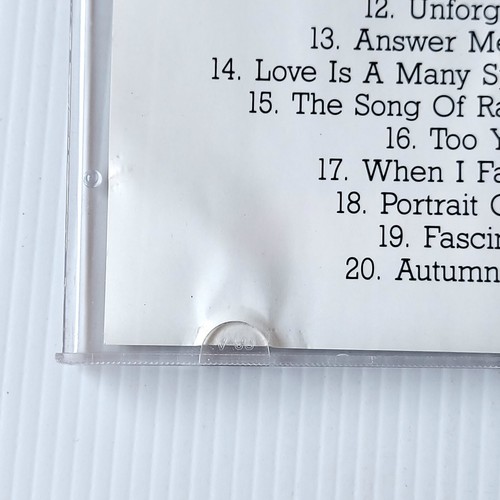 12. Unforg
13. Answer Me
14. Love Is A Many S
15. The Song Of Ra
16. Too Y
17. When I Fa
18. Portrait O
19. Fascin
20. Autumn